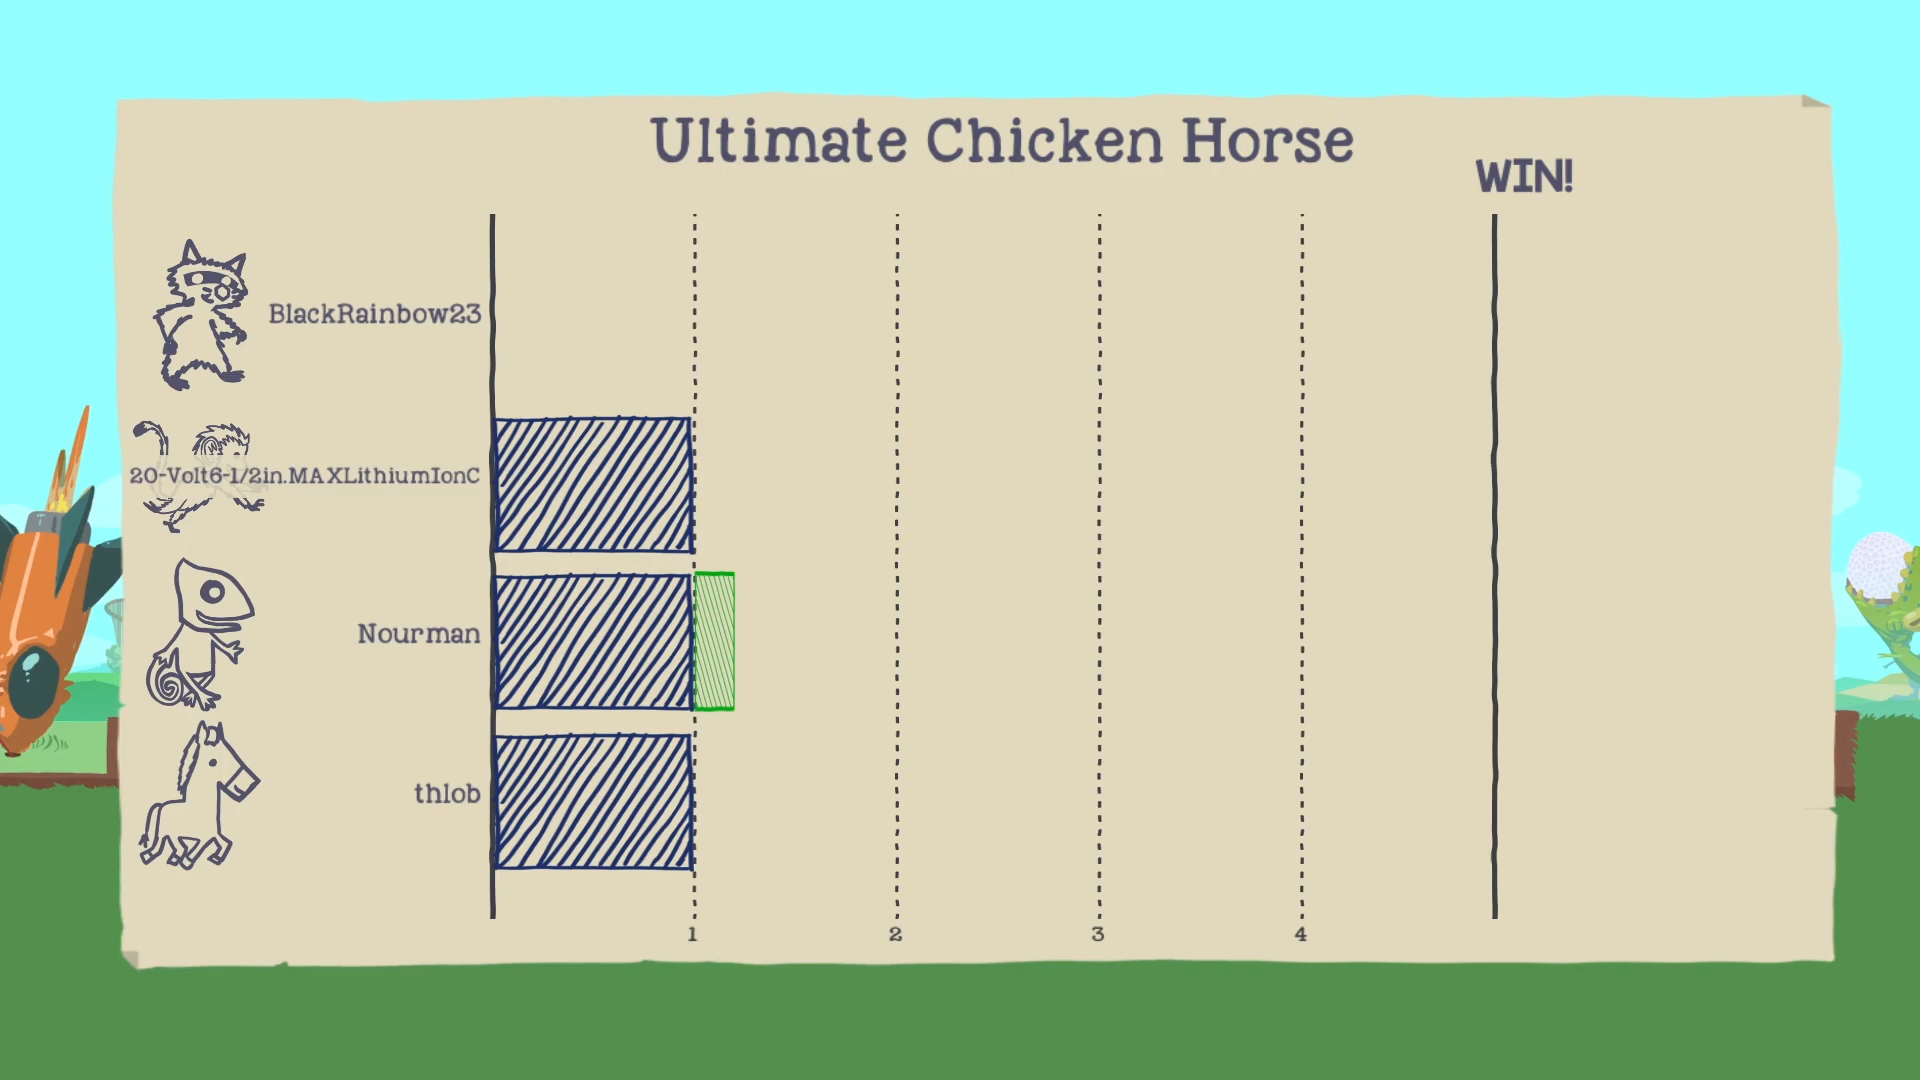 Ultimate Chicken Horse
WIN!
BlackRainbow23
20-Volt6-1/2in.MAXLithiumIonC
Nourman
thlob
1 2 3 4